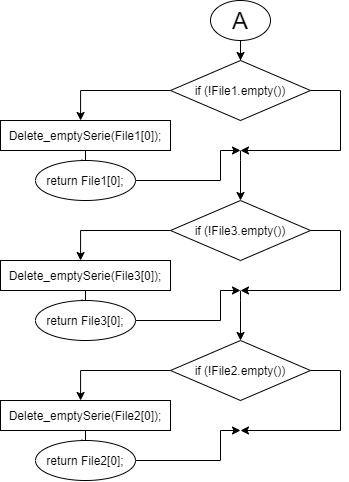 A
if (!File1.empty())
Delete_emptySerie(File1[0]);
return File1[0];
if (!File3.empty())
Delete_emptySerie(File3[0]);
return File3[0];
if (!File2.empty())
Delete_emptySerie(File2[0]);
return File2[0];